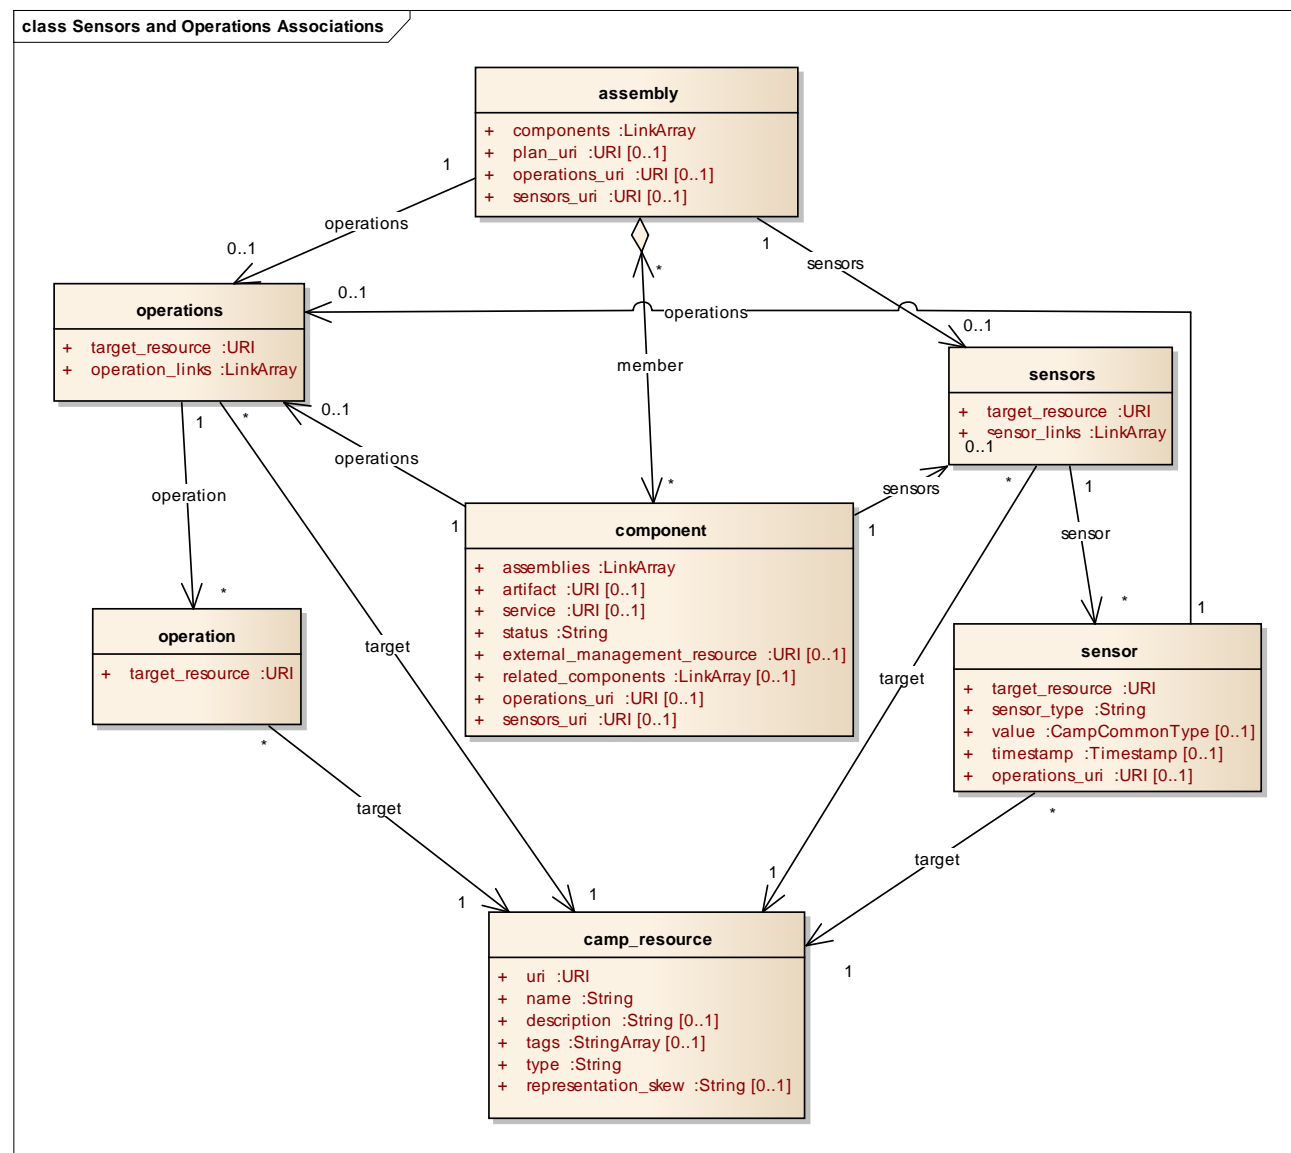 class Sensors and Operations Associations
assembly
+ components :LinkArray
+ plan_uri :URI [0..1]
+ operations_uri :URI [0..1]
+ sensors_uri :URI [0..1]
1
operations
0..1
1
sensors
0..1
*
member
*
operations
+ target_resource :URI
+ operation_links :LinkArray
0..1
operations
sensors
+ target_resource :URI
+ sensor_links :LinkArray
0..1
1
*
0..1
operations
1
operation
*
sensors
1
*
1
sensor
*
1
component
+ assemblies :LinkArray
+ artifact :URI [0..1]
+ service :URI [0..1]
+ status :String
+ external_management_resource :URI [0..1]
+ related_components :LinkArray [0..1]
+ operations_uri :URI [0..1]
+ sensors_uri :URI [0..1]
operation
+ target_resource :URI
*
target
target
target
sensor
+ target_resource :URI
+ sensor_type :String
+ value :CampCommonType [0..1]
+ timestamp :Timestamp [0..1]
+ operations_uri :URI [0..1]
*
target
1
1
1
1
camp_resource
+ uri :URI
+ name :String
+ description :String [0..1]
+ tags :StringArray [0..1]
+ type :String
+ representation_skew :String [0..1]